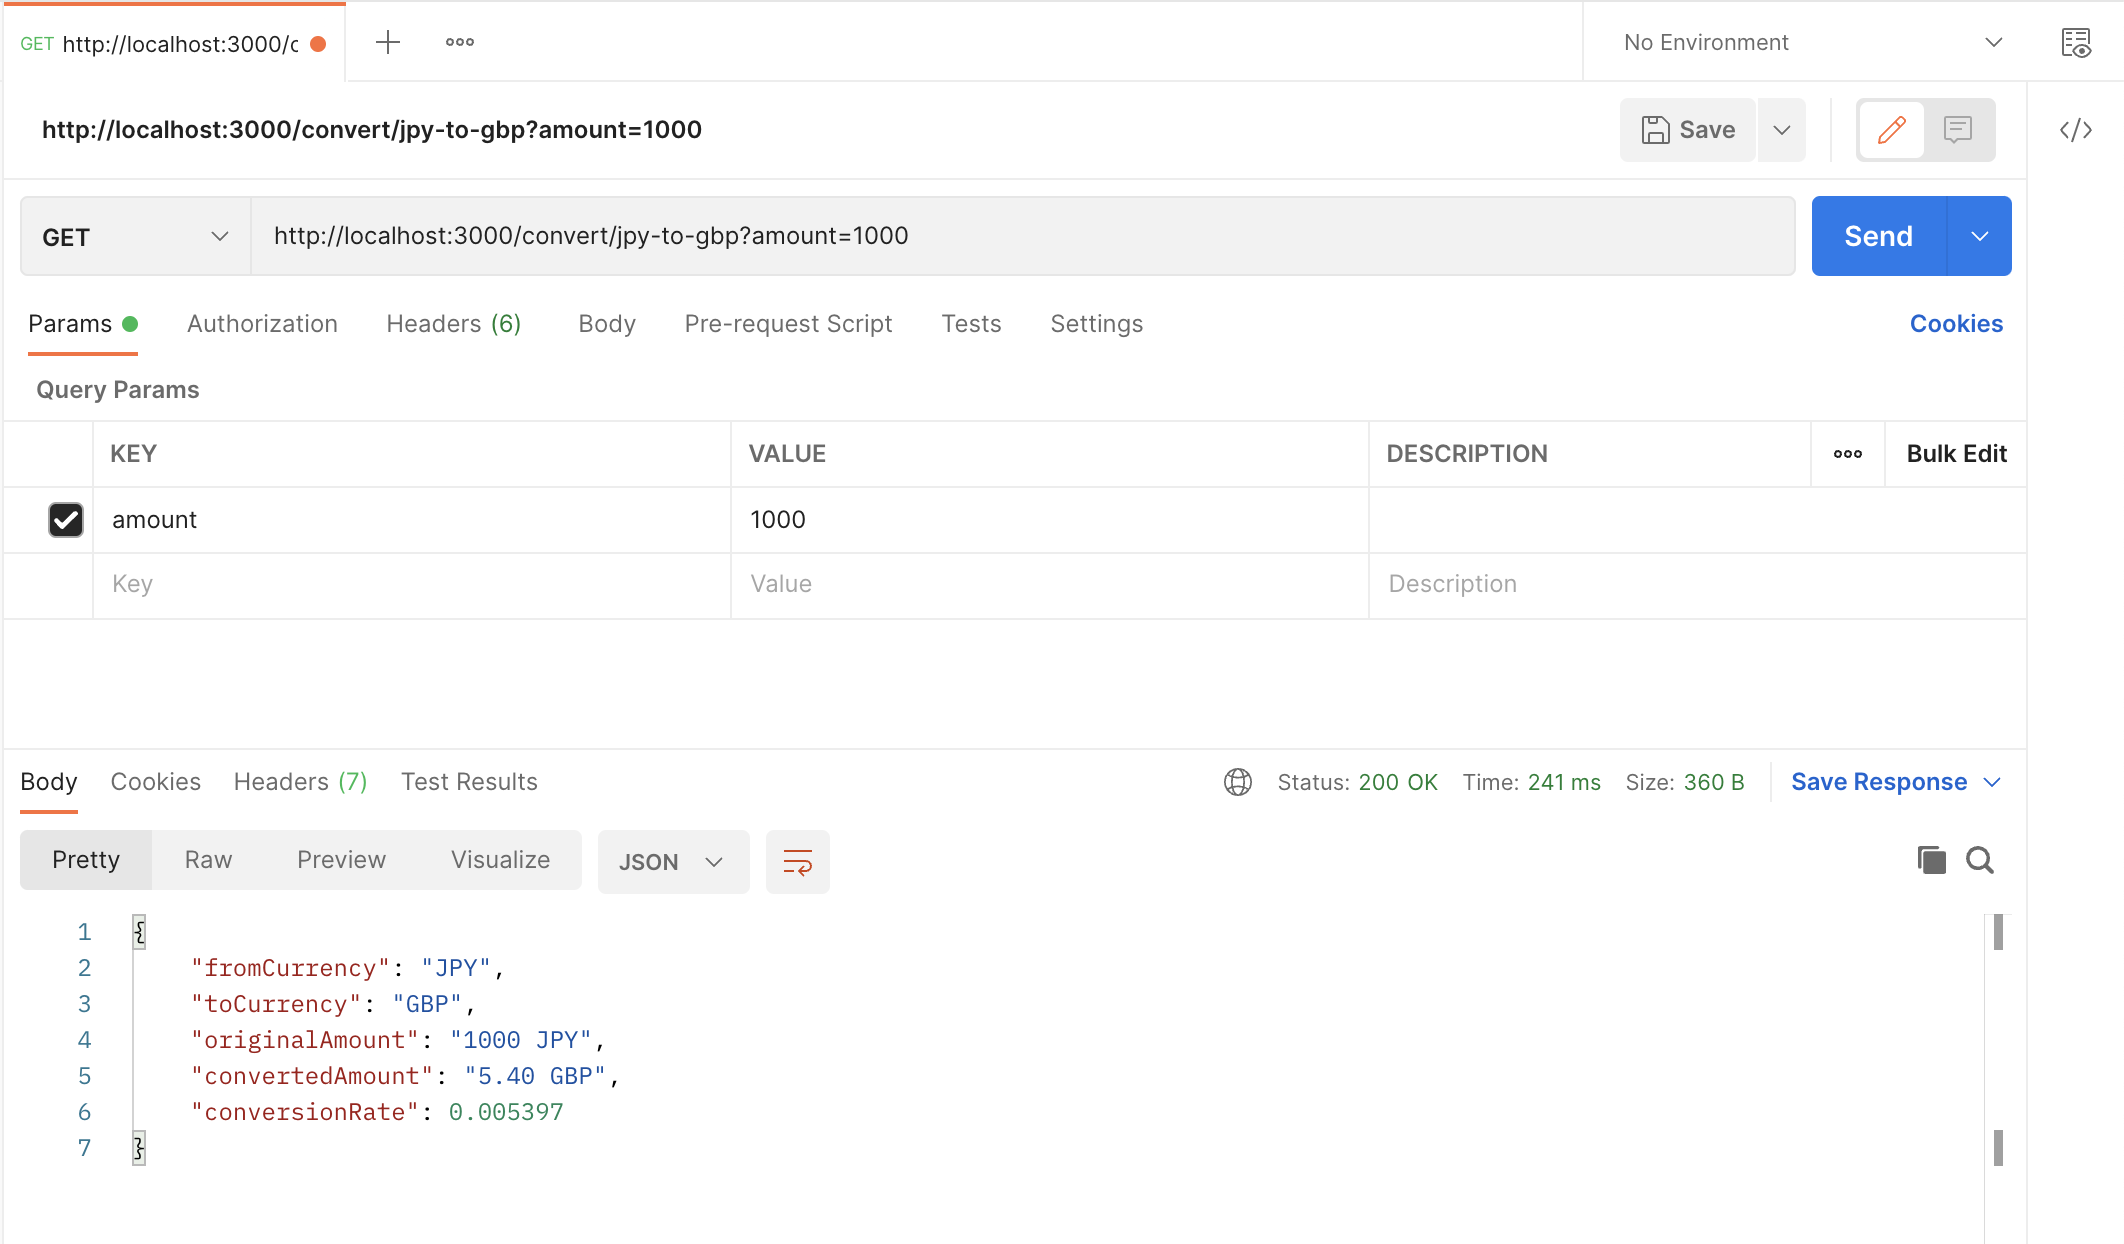 GET http://localhost:3000/c
No Environment
http://localhost:3000/convert/jpy-to-gbp?amount=1000
Save
GET http://localhost:3000/convert/jpy-to-gbp?amount=1000 Send
Params Authorization Headers (6) Body Pre-request Script Tests Settings Cookies
Query Params
KEY VALUE DESCRIPTION Bulk Edit
amount 1000
Key Value Description
Body Cookies Headers (7) Test Results Status: 200 OK Time: 241 ms Size: 360 B Save Response
Pretty Raw Preview Visualize JSON
1 {
2 "fromCurrency": "JPY",
3 "toCurrency": "GBP",
4 "originalAmount": "1000 JPY",
5 "convertedAmount": "5.40 GBP",
6 "conversionRate": 0.005397
7 }